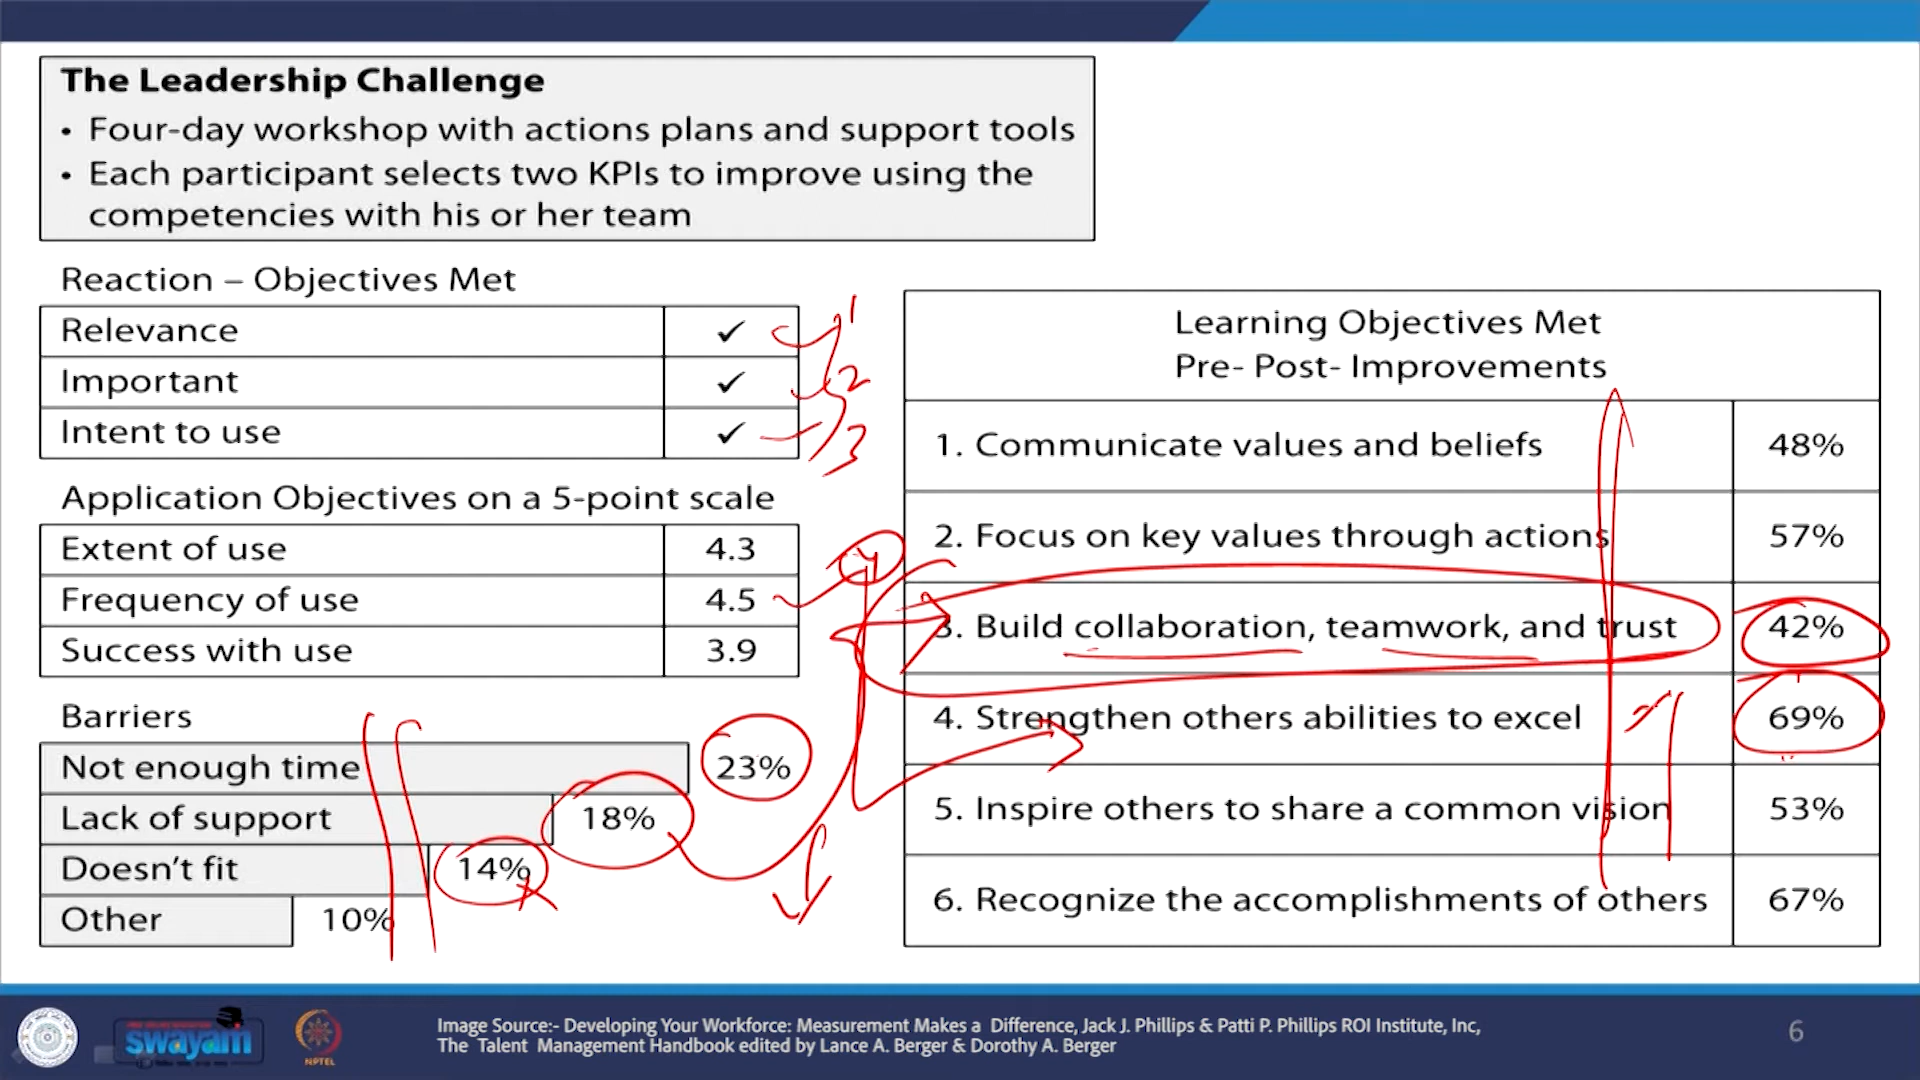 The Leadership Challenge
• Four-day workshop with actions plans and support tools
• Each participant selects two KPIs to improve using the
competencies with his or her team
Reaction – Objectives Met
Relevance ✓
Important ✓
Intent to use ✓
1
2
3
Application Objectives on a 5-point scale
Extent of use 4.3
Frequency of use 4.5
Success with use 3.9
Barriers
Not enough time 23%
Lack of support 18%
Doesn't fit 14%
Other 10%
Learning Objectives Met
Pre- Post- Improvements
1. Communicate values and beliefs 48%
2. Focus on key values through actions 57%
3. Build collaboration, teamwork, and trust 42%
4. Strengthen others abilities to excel 69%
5. Inspire others to share a common vision 53%
6. Recognize the accomplishments of others 67%
swayam
NPTEL
Image Source:- Developing Your Workforce: Measurement Makes a Difference, Jack J. Phillips & Patti P. Phillips ROI Institute, Inc,
The Talent Management Handbook edited by Lance A. Berger & Dorothy A. Berger
6